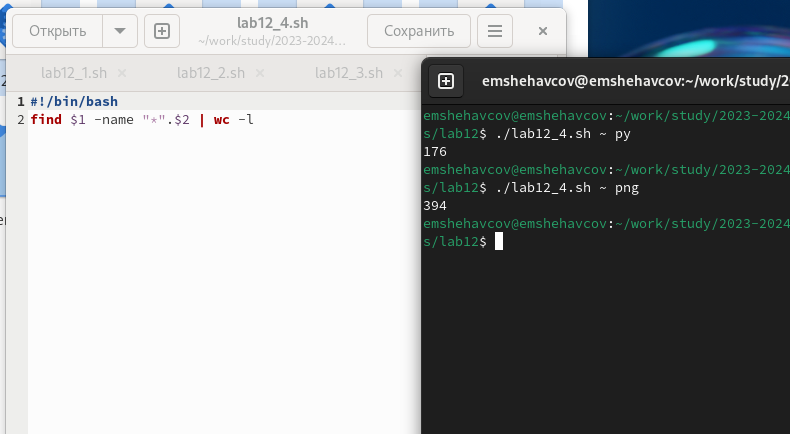 Открыть
lab12_4.sh
~/work/study/2023-2024...
Сохранить
lab12_1.sh
lab12_2.sh
lab12_3.sh
1 #!/bin/bash
2 find $1 -name "*".$2 | wc -l
emshehavcov@emshehavcov:~/work/study/20
emshehavcov@emshehavcov:~/work/study/2023-2024
s/lab12$ ./lab12_4.sh ~ py
176
emshehavcov@emshehavcov:~/work/study/2023-2024
s/lab12$ ./lab12_4.sh ~ png
394
emshehavcov@emshehavcov:~/work/study/2023-2024
s/lab12$